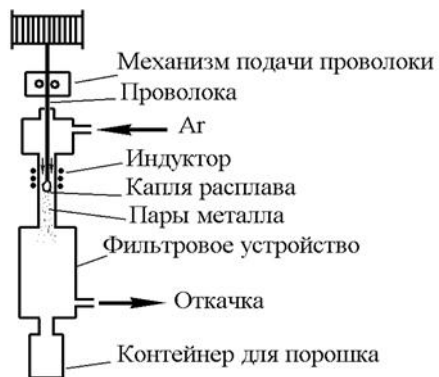 Механизм подачи проволоки
Проволока
Ar
Индуктор
Капля расплава
Пары металла
Фильтровое устройство
Откачка
Контейнер для порошка